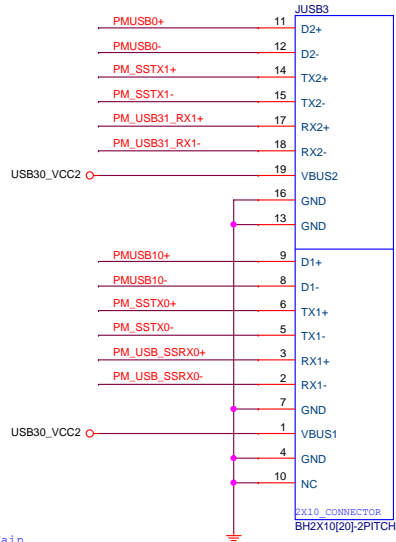 JUSB3
PMUSB0+ 11 D2+
PMUSB0- 12 D2-
PM_SSTX1+ 14 TX2+
PM_SSTX1- 15 TX2-
PM_USB31_RX1+ 17 RX2+
PM_USB31_RX1- 18 RX2-
USB30_VCC2 19 VBUS2
16 GND
13 GND
PMUSB10+ 9 D1+
PMUSB10- 8 D1-
PM_SSTX0+ 6 TX1+
PM_SSTX0- 5 TX1-
PM_USB_SSRX0+ 3 RX1+
PM_USB_SSRX0- 2 RX1-
7 GND
USB30_VCC2 1 VBUS1
4 GND
10 NC
2X10_CONNECTOR
BH2X10[20]-2PITCH